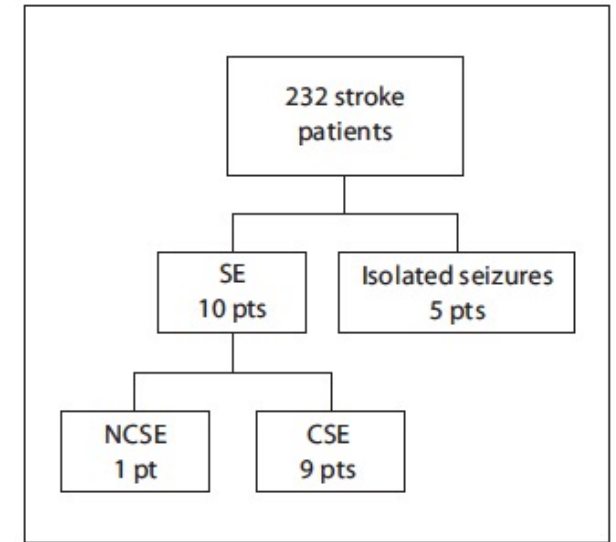 232 stroke
patients
SE
10 pts
Isolated seizures
5 pts
NCSE
1 pt
CSE
9 pts